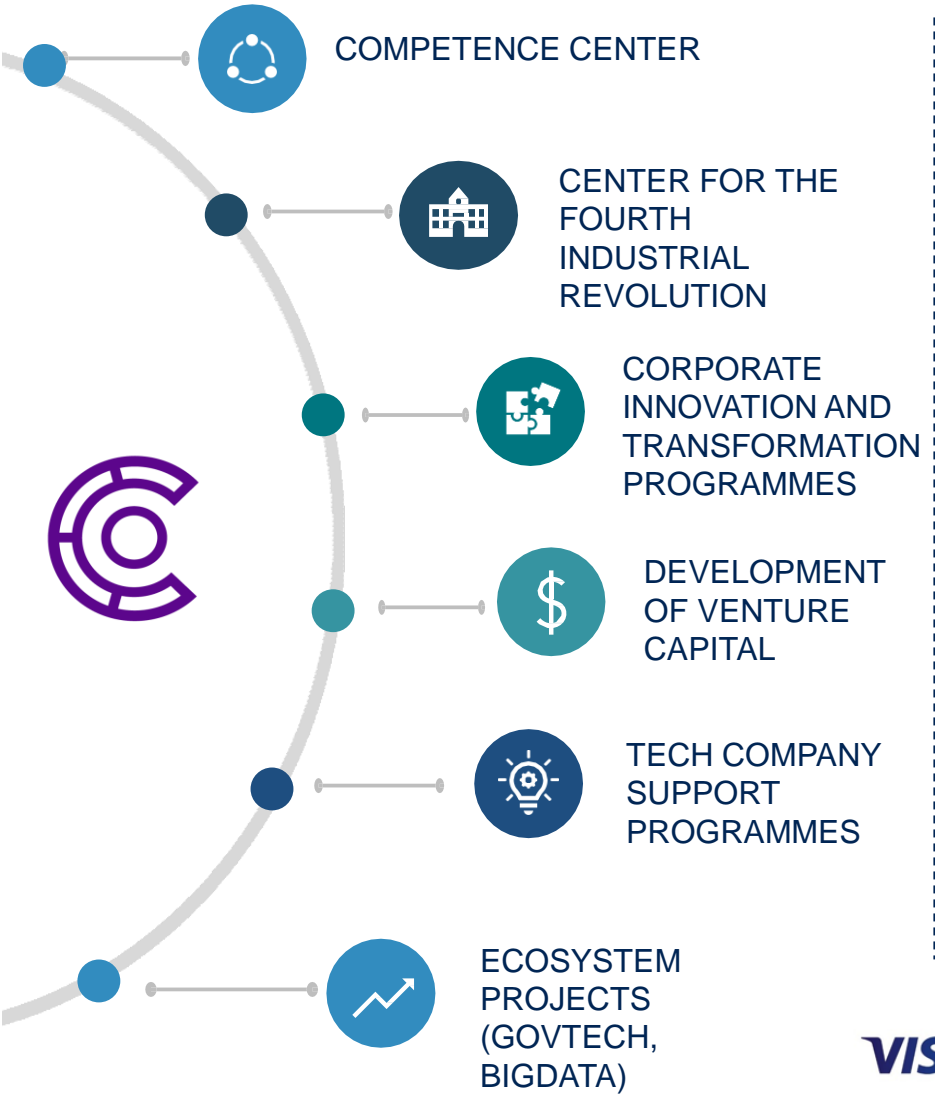 COMPETENCE CENTER
CENTER FOR THE
FOURTH
INDUSTRIAL
REVOLUTION
CORPORATE
INNOVATION AND
TRANSFORMATION
PROGRAMMES
DEVELOPMENT
OF VENTURE
CAPITAL
$
TECH COMPANY
SUPPORT
PROGRAMMES
ECOSYSTEM
PROJECTS
(GOVTECH,
BIGDATA)
VIS